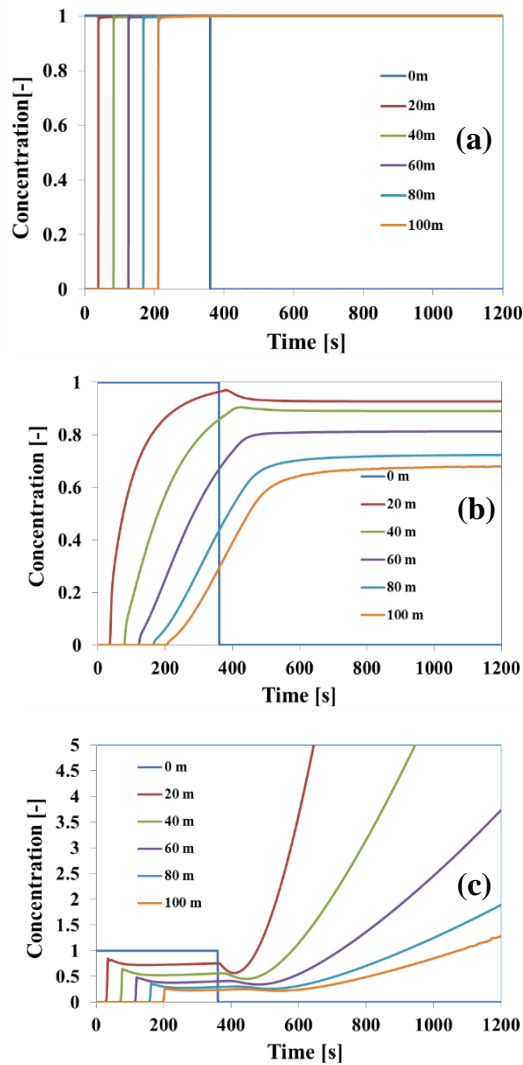 1
0.8
0.6
0.4
0.2
0
Concentration[-]
0m
20m
40m
60m
80m
100m
(a)
0 200 400 600 800 1000 1200
Time [s]
1
0.8
0.6
0.4
0.2
0
Concentration [-]
0 m
20 m
40 m
60 m
80 m
100 m
(b)
0 200 400 600 800 1000 1200
Time [s]
5
4.5
4
3.5
3
2.5
2
1.5
1
0.5
0
Concentration [-]
0 m
20 m
40 m
60 m
80 m
100 m
(c)
0 200 400 600 800 1000 1200
Time [s]